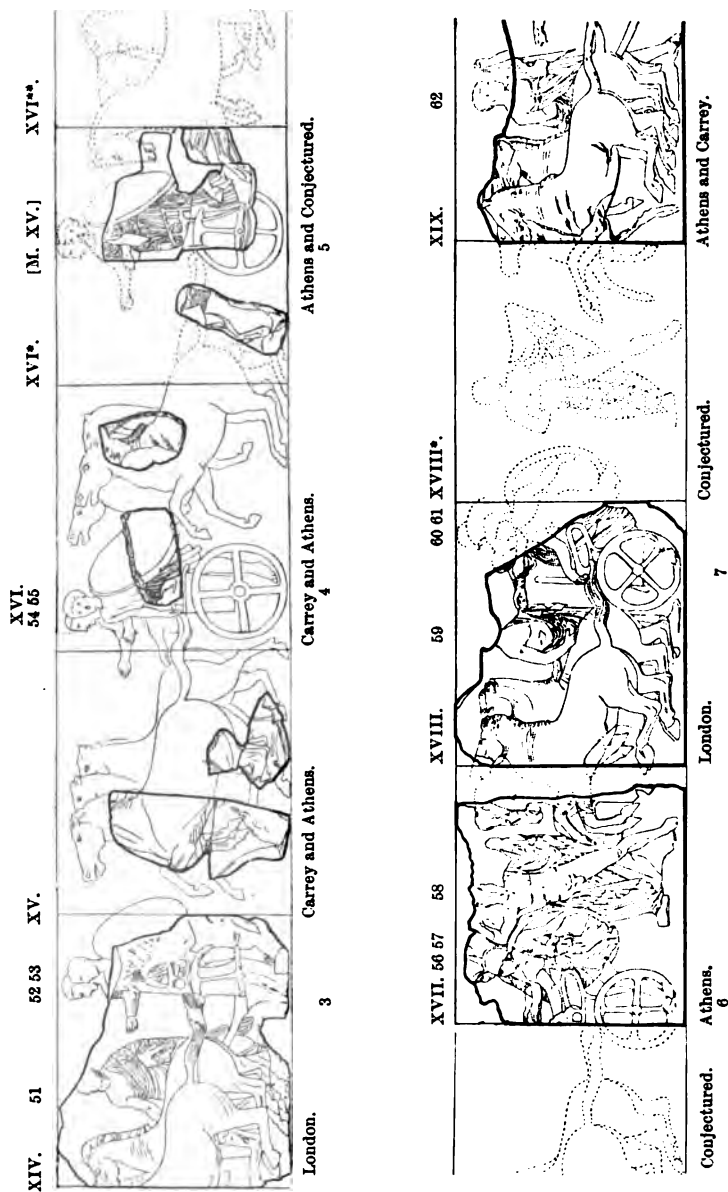 XVI.
XIV. 51 52 53 XV. 54 55 XVI*. [M. XV.] XVI**.
London. Carrey and Athens. Carrey and Athens. Athens and Conjectured.
3 4 5
XVII. 56 57 58 XVIII. 59 60 61 XVIII*. XIX. 62
Conjectured. Athens. London. Conjectured. Athens and Carrey.
6 7